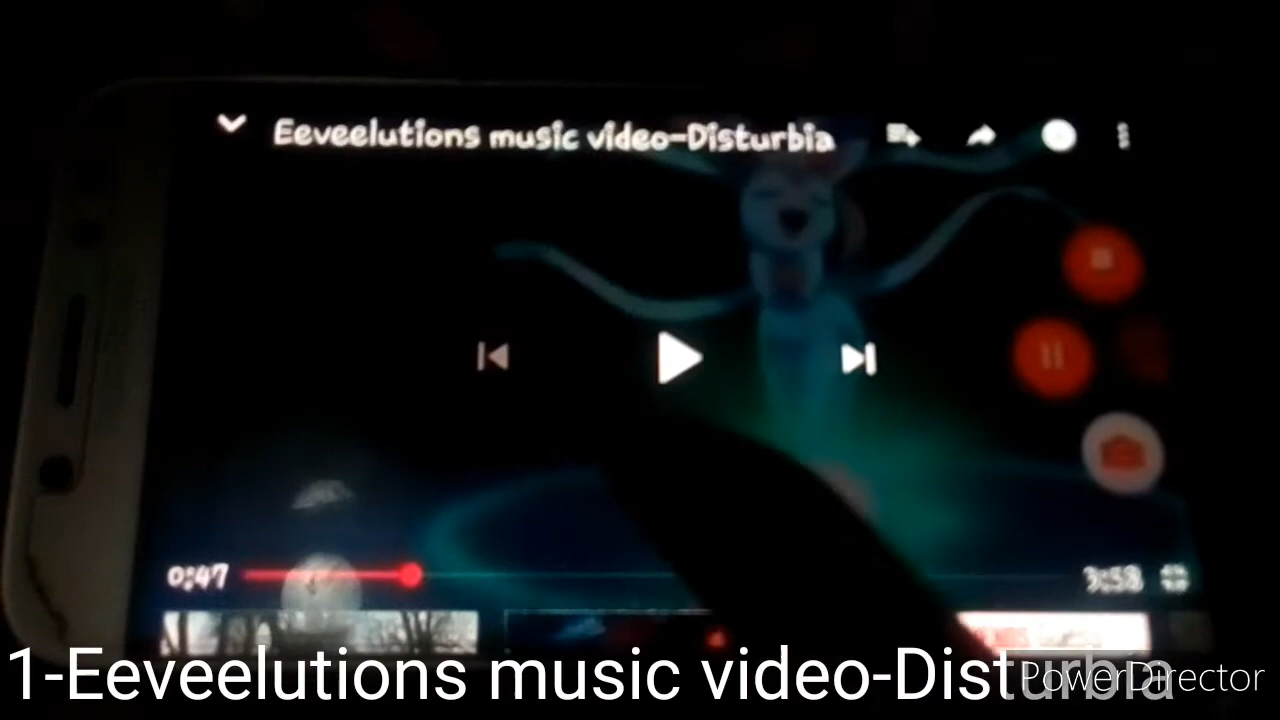 Eeveelutions music video-Disturbia
0:47
3:58
1-Eeveelutions music video-Disturbia
PowerDirector